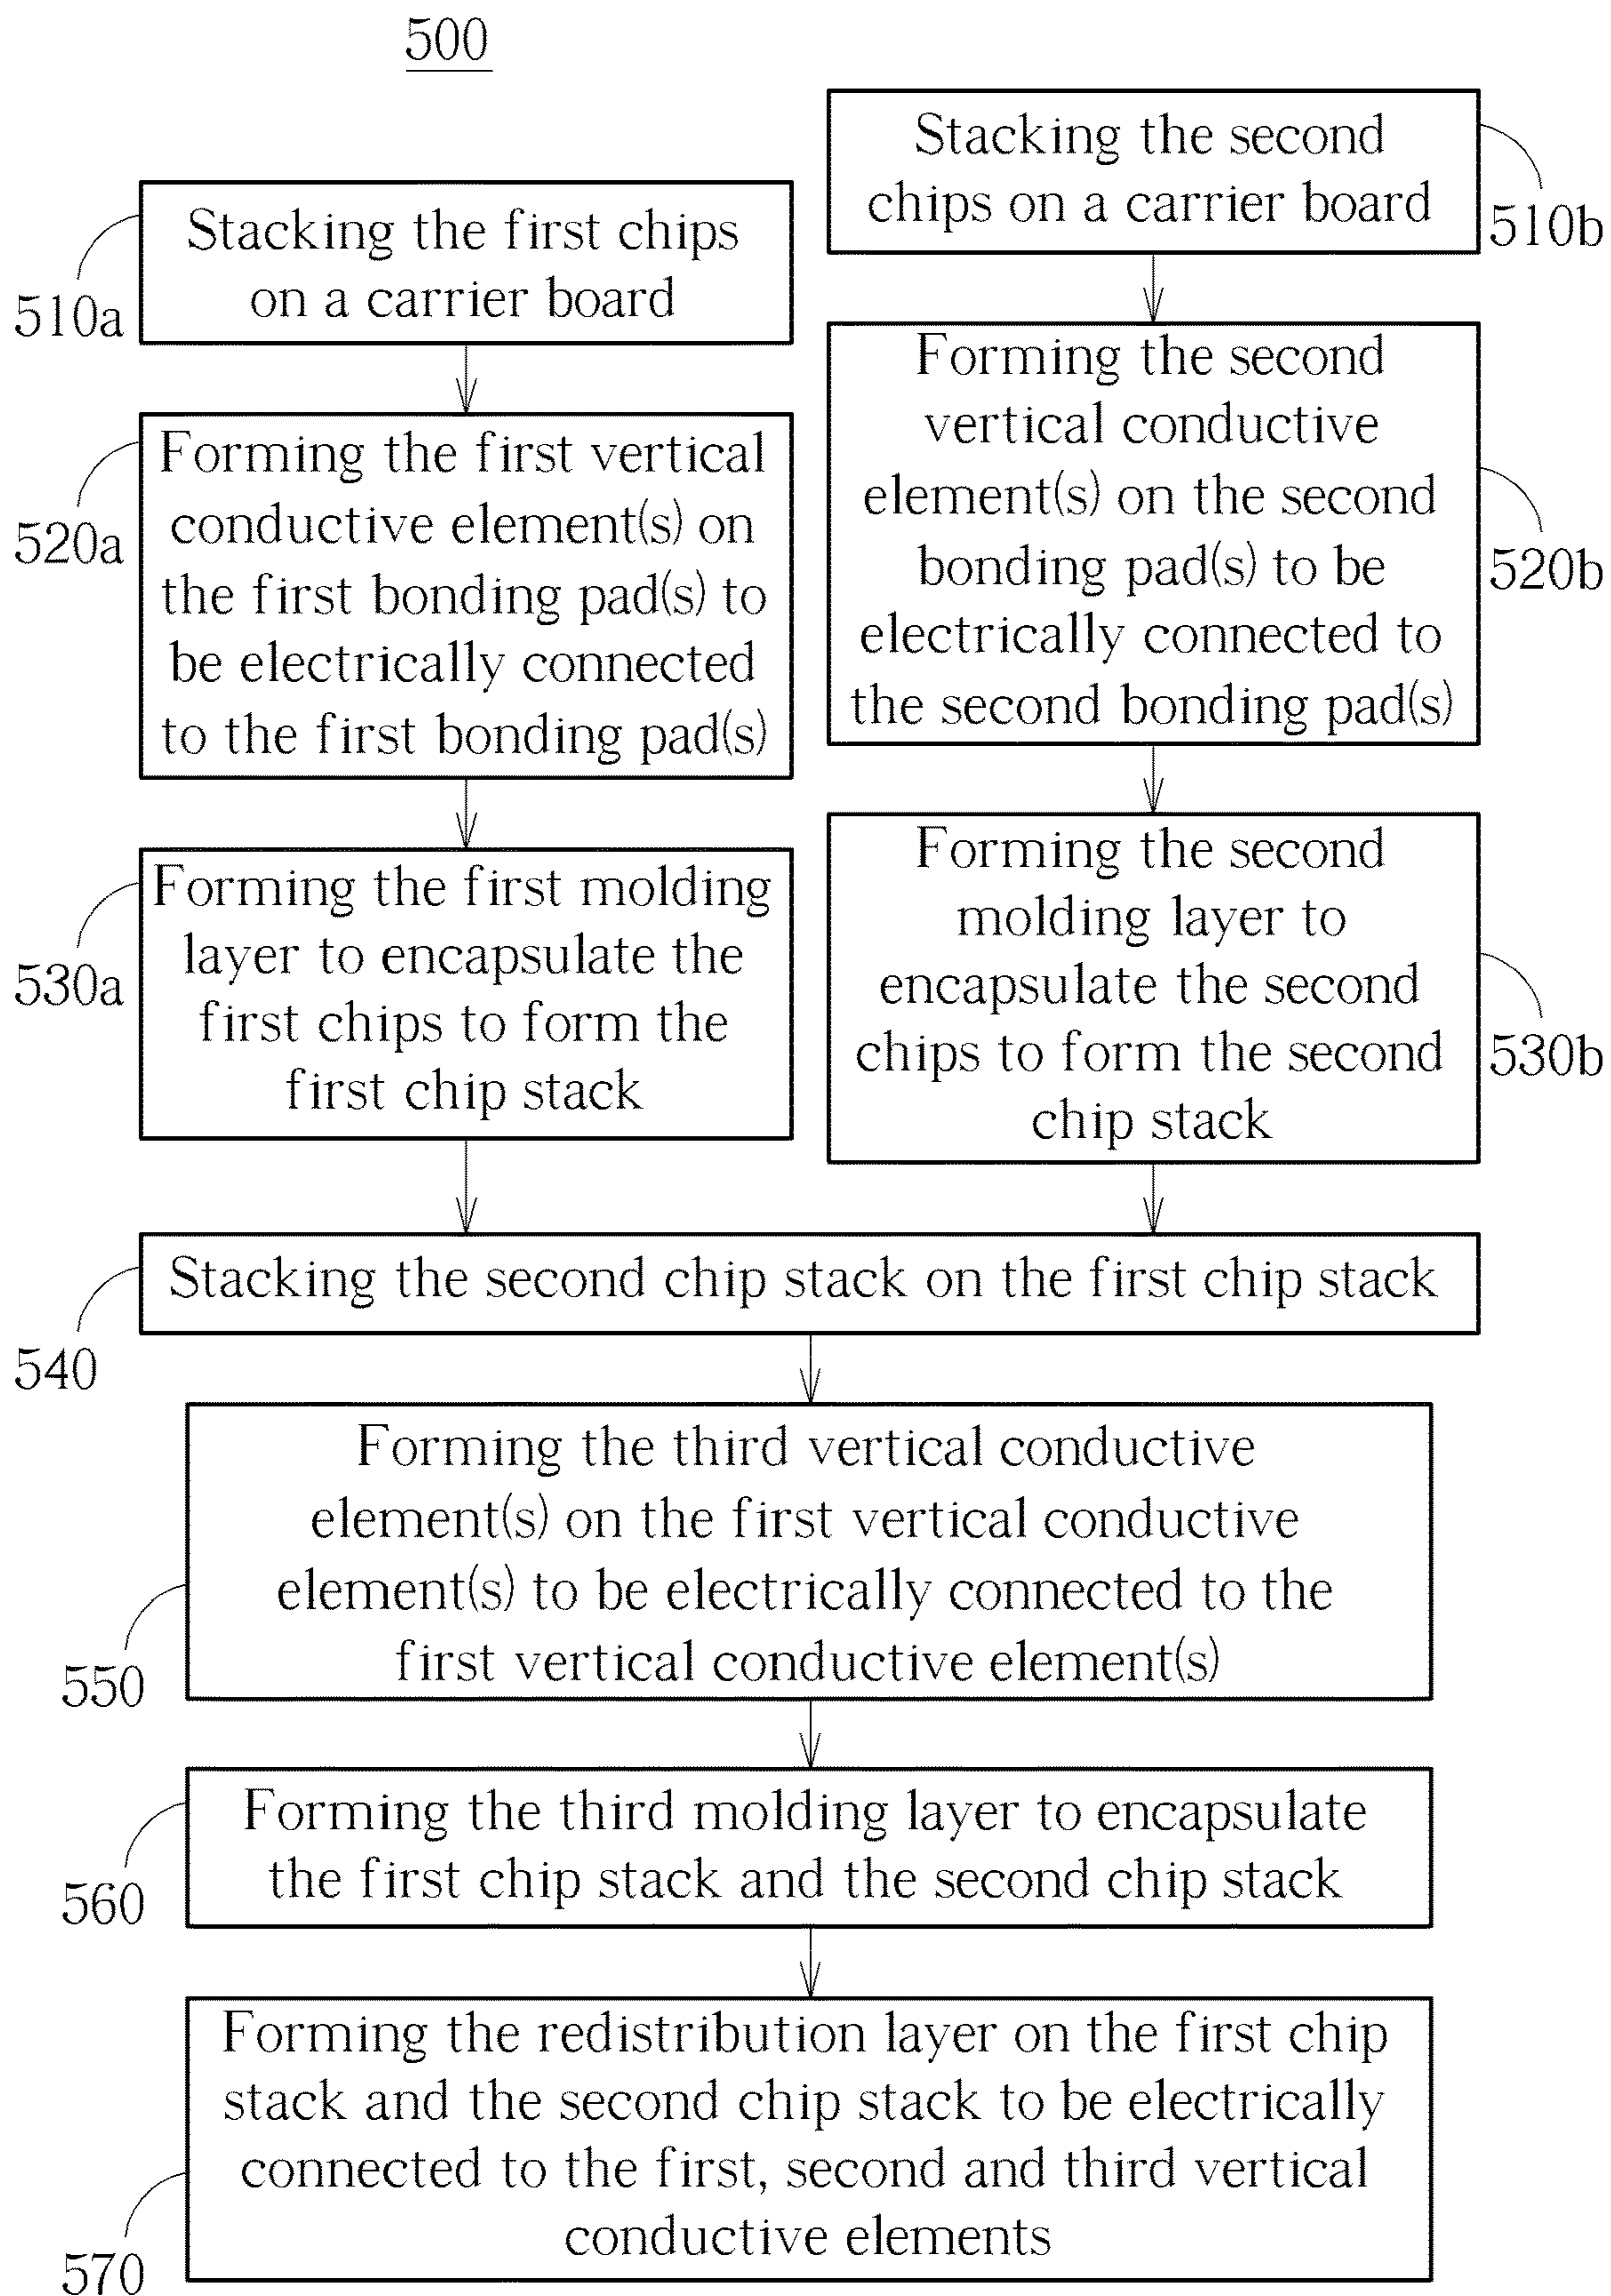 500
Stacking the first chips
on a carrier board
510a
Forming the first vertical
conductive element(s) on
the first bonding pad(s) to
be electrically connected
to the first bonding pad(s)
520a
Forming the first molding
layer to encapsulate the
first chips to form the
first chip stack
530a
Stacking the second
chips on a carrier board
510b
Forming the second
vertical conductive
element(s) on the second
bonding pad(s) to be
electrically connected to
the second bonding pad(s)
520b
Forming the second
molding layer to
encapsulate the second
chips to form the second
chip stack
530b
Stacking the second chip stack on the first chip stack
540
Forming the third vertical conductive
element(s) on the first vertical conductive
element(s) to be electrically connected to the
first vertical conductive element(s)
550
Forming the third molding layer to encapsulate
the first chip stack and the second chip stack
560
Forming the redistribution layer on the first chip
stack and the second chip stack to be electrically
connected to the first, second and third vertical
conductive elements
570